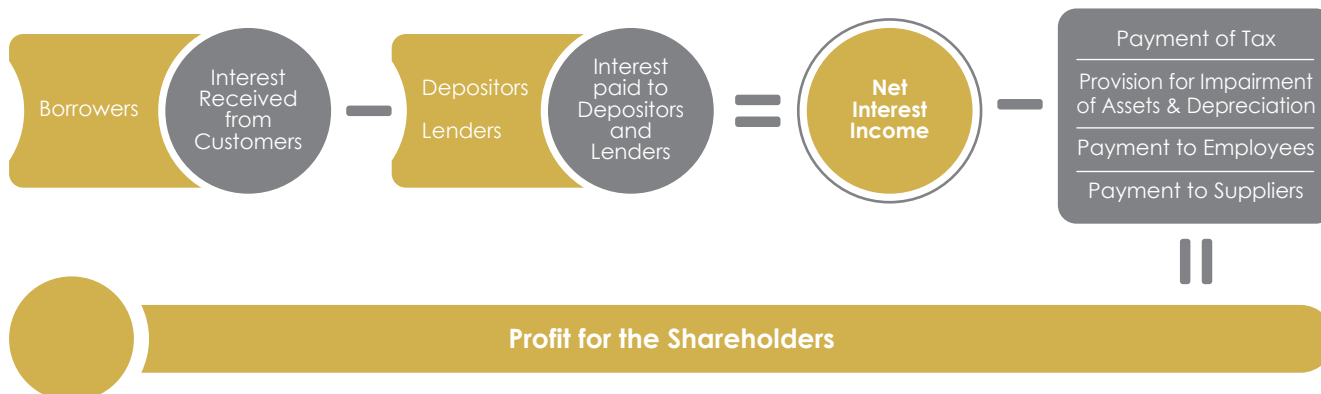 Borrowers
Interest
Received
from
Customers
Depositors
Lenders
Interest
paid to
Depositors
and
Lenders
Net
Interest
Income
Payment of Tax
Provision for Impairment
of Assets & Depreciation
Payment to Employees
Payment to Suppliers
Profit for the Shareholders